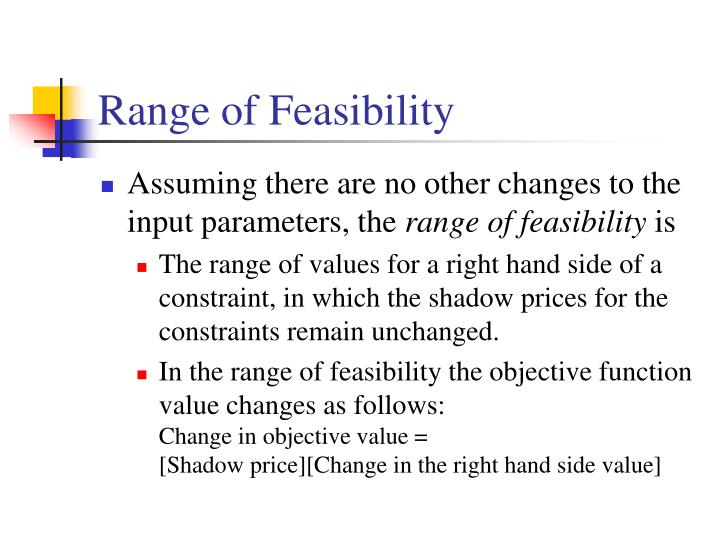 Range of Feasibility
Assuming there are no other changes to the
input parameters, the range of feasibility is
The range of values for a right hand side of a
constraint, in which the shadow prices for the
constraints remain unchanged.
In the range of feasibility the objective function
value changes as follows:
Change in objective value =
[Shadow price][Change in the right hand side value]